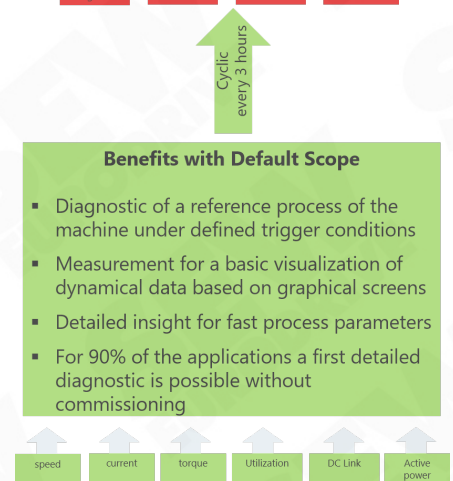 Cyclic
every 3 hours
Benefits with Default Scope
▪ Diagnostic of a reference process of the
machine under defined trigger conditions
▪ Measurement for a basic visualization of
dynamical data based on graphical screens
▪ Detailed insight for fast process parameters
▪ For 90% of the applications a first detailed
diagnostic is possible without
commissioning
speed current torque Utilization DC Link Active
power